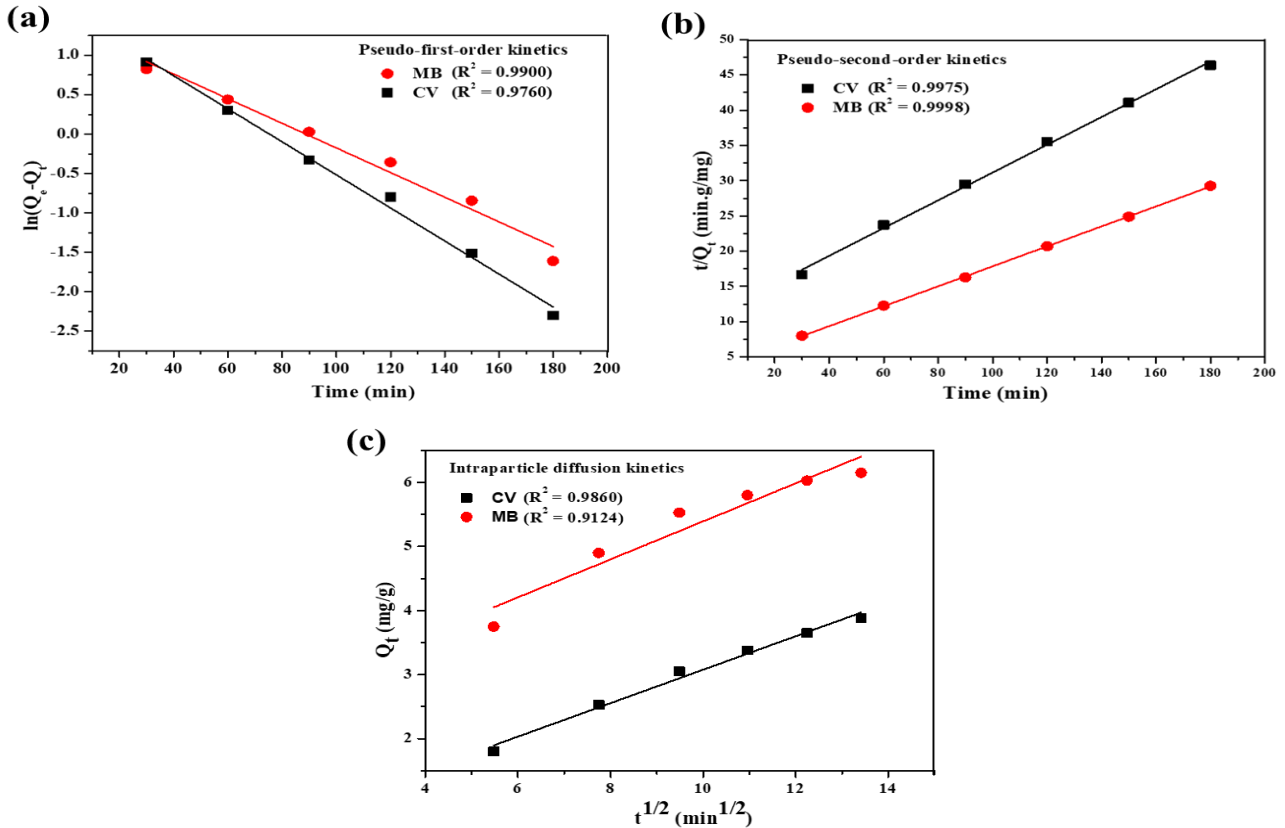 (a)
Pseudo-first-order kinetics
MB (R² = 0.9900)
CV (R² = 0.9760)
1.0
0.5
0.0
-0.5
-1.0
-1.5
-2.0
-2.5
ln(Qₑ-Qₜ)
20 40 60 80 100 120 140 160 180 200
Time (min)
(b)
Pseudo-second-order kinetics
CV (R² = 0.9975)
MB (R² = 0.9998)
50
45
40
35
30
25
20
15
10
5
t/Qₜ (min.g/mg)
20 40 60 80 100 120 140 160 180 200
Time (min)
(c)
Intraparticle diffusion kinetics
CV (R² = 0.9860)
MB (R² = 0.9124)
6
5
4
3
2
Qₜ (mg/g)
4 6 8 10 12 14
t^1/2 (min^1/2)